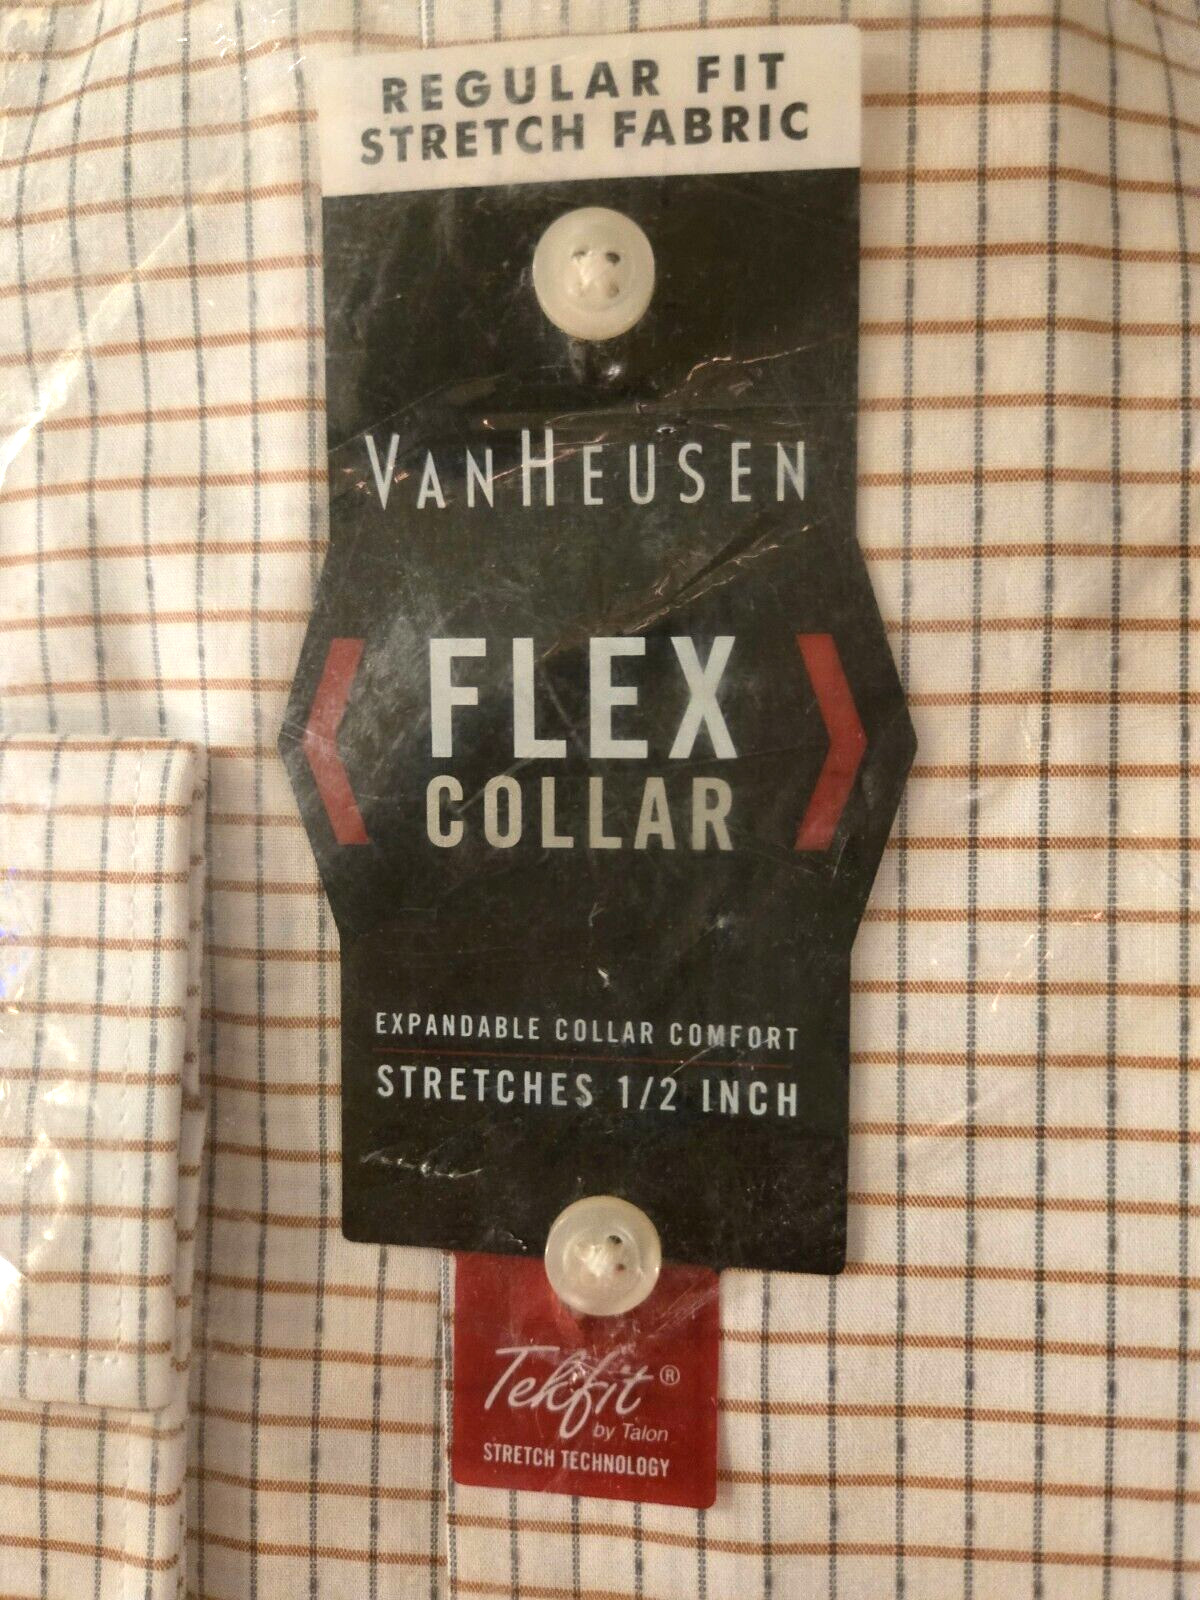 REGULAR FIT
STRETCH FABRIC
VANHEUSEN
FLEX
COLLAR
EXPANDABLE COLLAR COMFORT
STRETCHES 1/2 INCH
Tekfit®
by Talon
STRETCH TECHNOLOGY